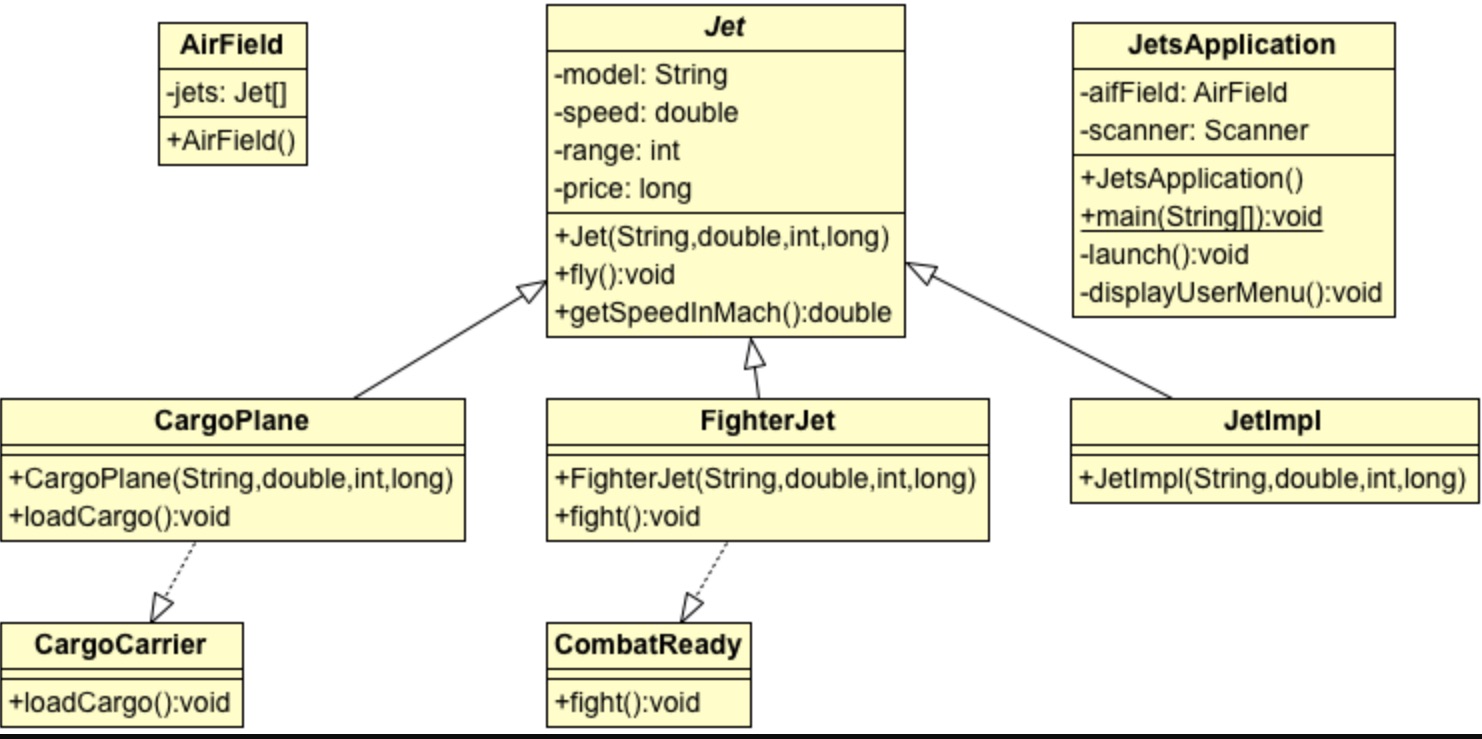 AirField
-jets: Jet[]
+AirField()
Jet
-model: String
-speed: double
-range: int
-price: long
+Jet(String,double,int,long)
+fly():void
+getSpeedInMach():double
JetsApplication
-aifField: AirField
-scanner: Scanner
+JetsApplication()
+main(String[]):void
-launch():void
-displayUserMenu():void
CargoPlane
+CargoPlane(String,double,int,long)
+loadCargo():void
FighterJet
+FighterJet(String,double,int,long)
+fight():void
JetImpl
+JetImpl(String,double,int,long)
CargoCarrier
+loadCargo():void
CombatReady
+fight():void